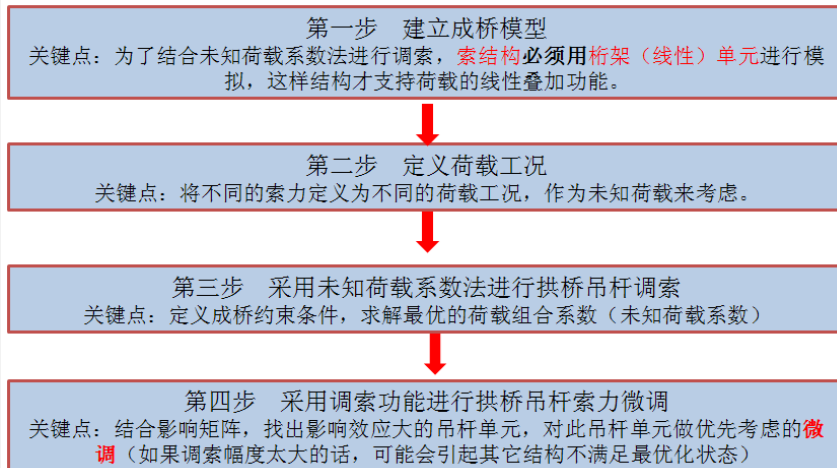 第一步 建立成桥模型
关键点：为了结合未知荷载系数法进行调索，索结构必须用桁架（线性）单元进行模
拟，这样结构才支持荷载的线性叠加功能。
第二步 定义荷载工况
关键点：将不同的索力定义为不同的荷载工况，作为未知荷载来考虑。
第三步 采用未知荷载系数法进行拱桥吊杆调索
关键点：定义成桥约束条件，求解最优的荷载组合系数（未知荷载系数）
第四步 采用调索功能进行拱桥吊杆索力微调
关键点：结合影响矩阵，找出影响效应大的吊杆单元，对此吊杆单元做优先考虑的微
调（如果调索幅度太大的话，可能会引起其它结构不满足最优化状态）